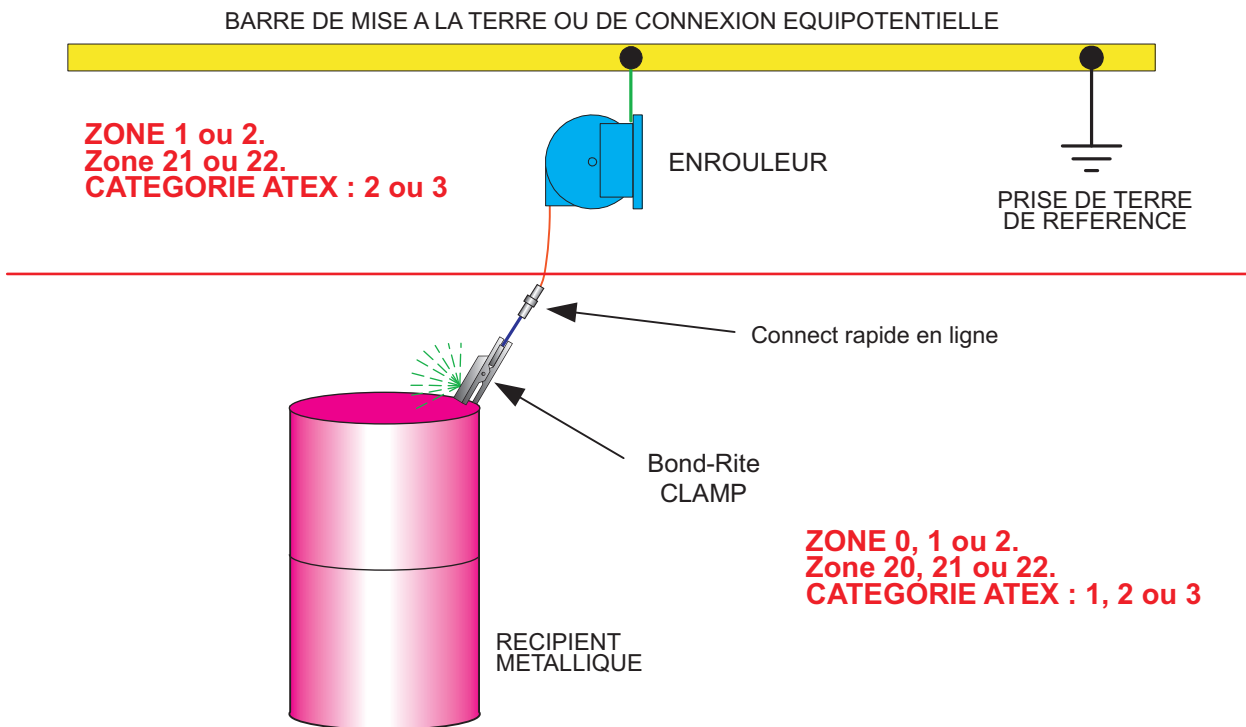 BARRE DE MISE A LA TERRE OU DE CONNEXION EQUIPOTENTIELLE
ZONE 1 ou 2.
Zone 21 ou 22.
CATEGORIE ATEX : 2 ou 3
ENROULEUR
PRISE DE TERRE
DE REFERENCE
Connect rapide en ligne
Bond-Rite
CLAMP
ZONE 0, 1 ou 2.
Zone 20, 21 ou 22.
CATEGORIE ATEX : 1, 2 ou 3
RECIPIENT
METALLIQUE